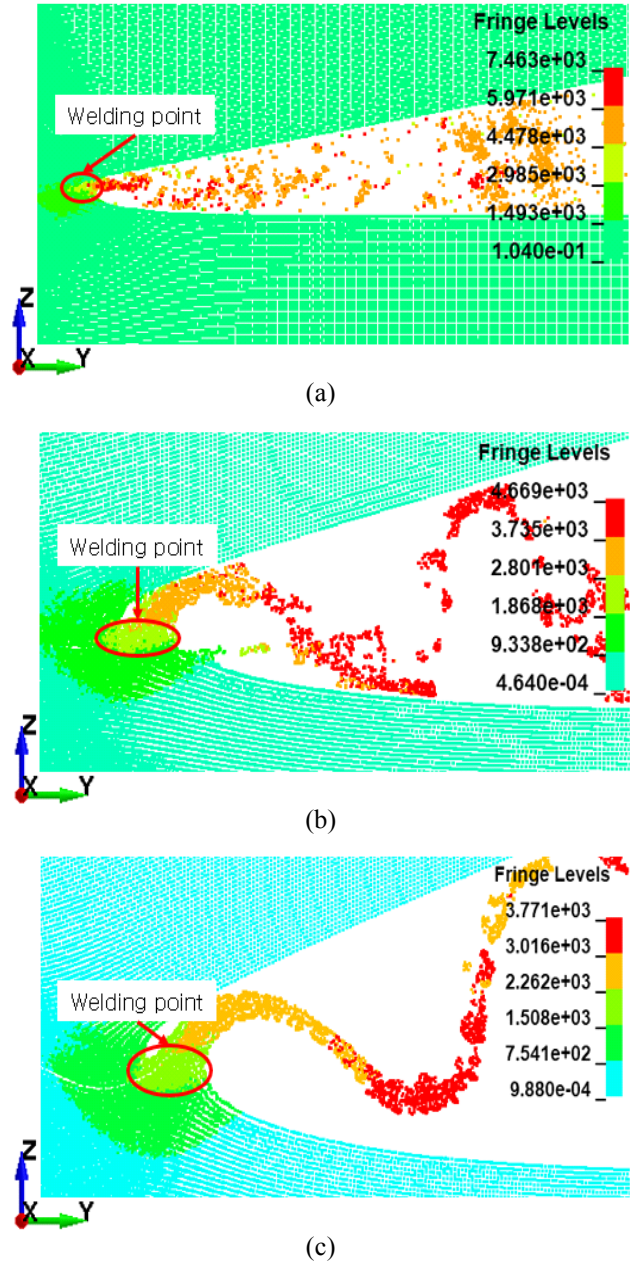 Fringe Levels
7.463e+03
5.971e+03
4.478e+03
2.985e+03
1.493e+03
1.040e-01
Welding point
Z
X
Y
(a)
Fringe Levels
4.669e+03
3.735e+03
2.801e+03
1.868e+03
9.338e+02
4.640e-04
Welding point
Z
X
Y
(b)
Fringe Levels
3.771e+03
3.016e+03
2.262e+03
1.508e+03
7.541e+02
9.880e-04
Welding point
Z
X
Y
(c)